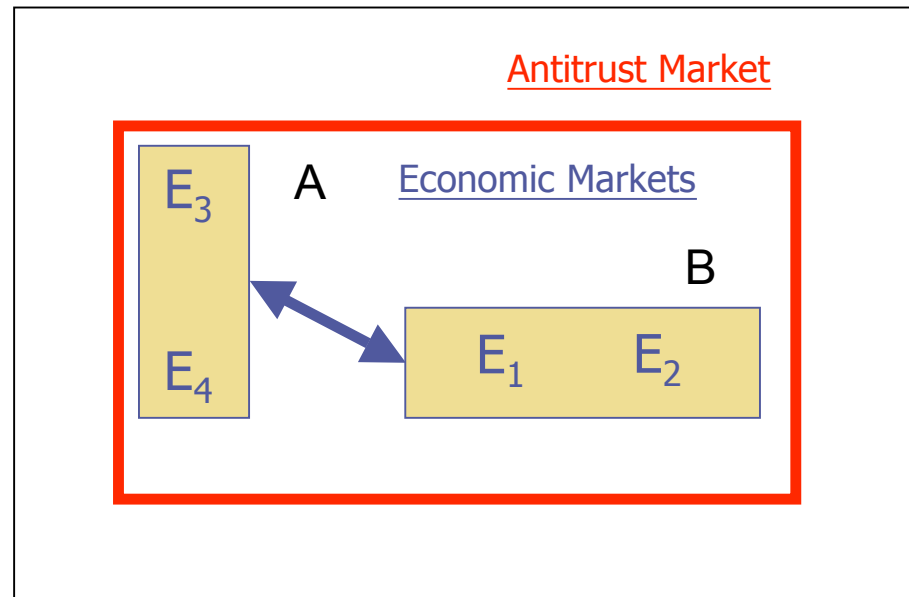 Antitrust Market
E₃
A
Economic Markets
B
E₄
E₁ E₂